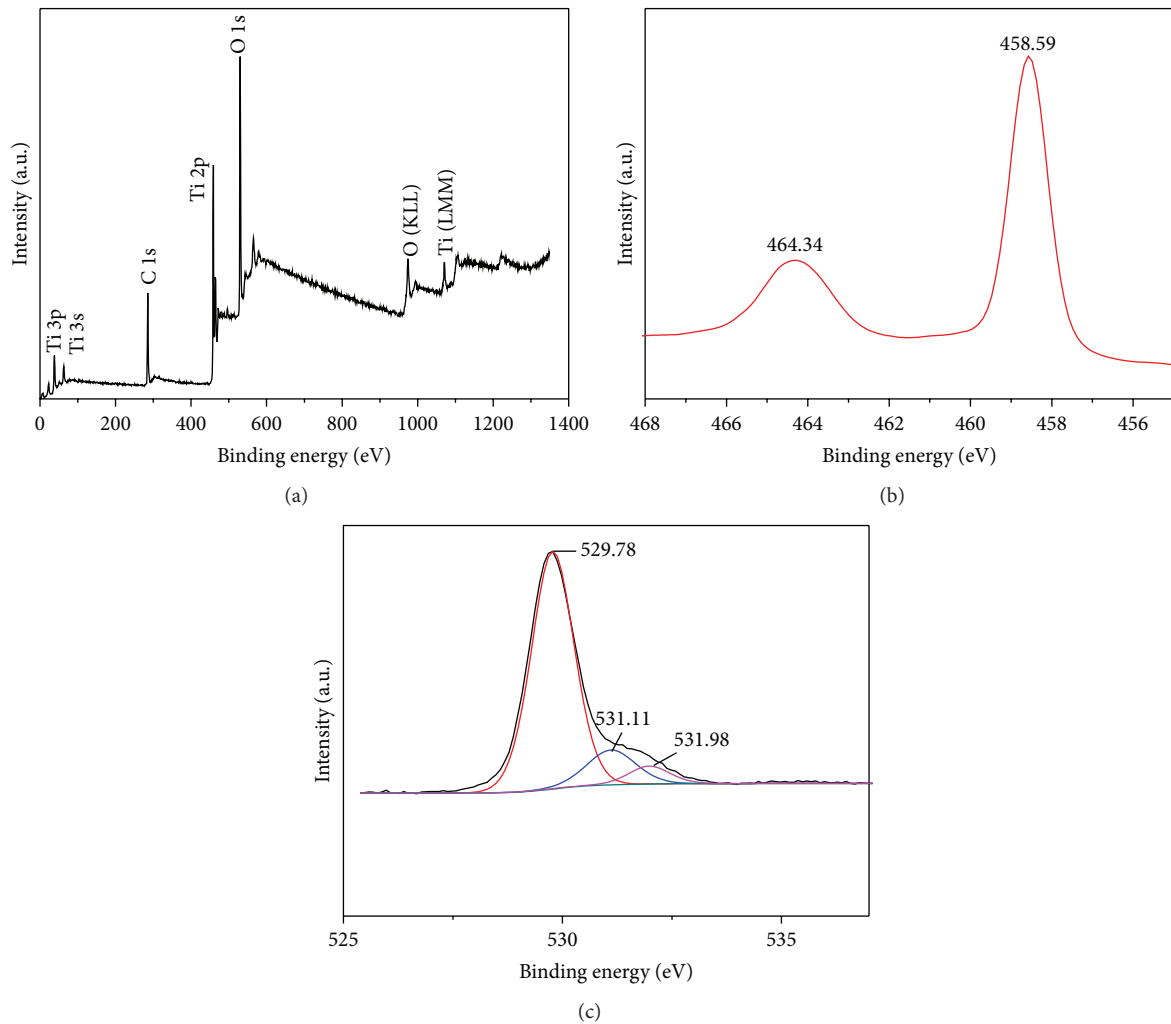 Intensity (a.u.)
Ti 3p
Ti 3s
C 1s
Ti 2p
O 1s
O (KLL)
Ti (LMM)
0 200 400 600 800 1000 1200 1400
Binding energy (eV)
(a)
Intensity (a.u.)
464.34
458.59
468 466 464 462 460 458 456
Binding energy (eV)
(b)
Intensity (a.u.)
529.78
531.11
531.98
525 530 535
Binding energy (eV)
(c)